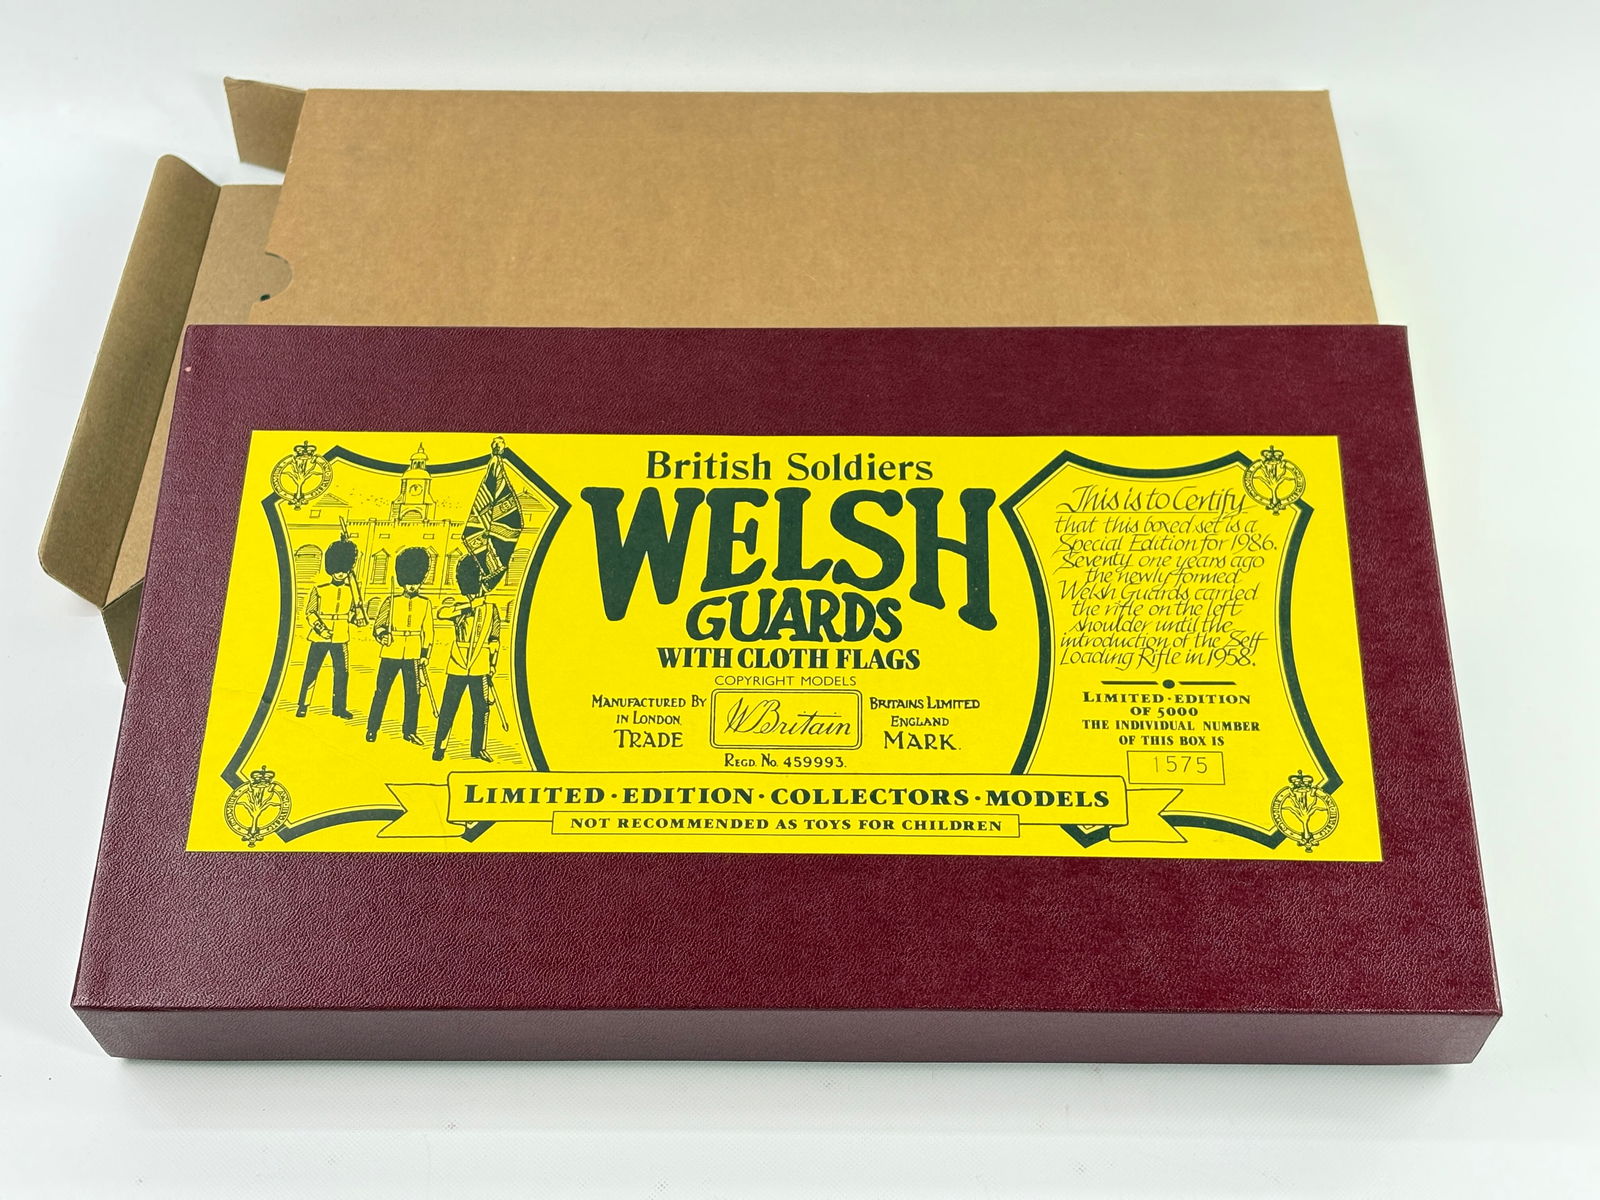 British Soldiers
WELSH
GUARDS
WITH CLOTH FLAGS
COPYRIGHT MODELS
MANUFACTURED BY
IN LONDON.
TRADE
W Britain
BRITAINS LIMITED
ENGLAND
MARK.
REGD. No. 459993.
This is to Certify
that this boxed set is a
Special Edition for 1986.
Seventy one years ago
the newly formed
Welsh Guards carried
the rifle on the left
shoulder until the
introduction of the Self
Loading Rifle in 1958.
LIMITED·EDITION
OF 5000
THE INDIVIDUAL NUMBER
OF THIS BOX IS
1575
LIMITED·EDITION·COLLECTORS·MODELS
NOT RECOMMENDED AS TOYS FOR CHILDREN